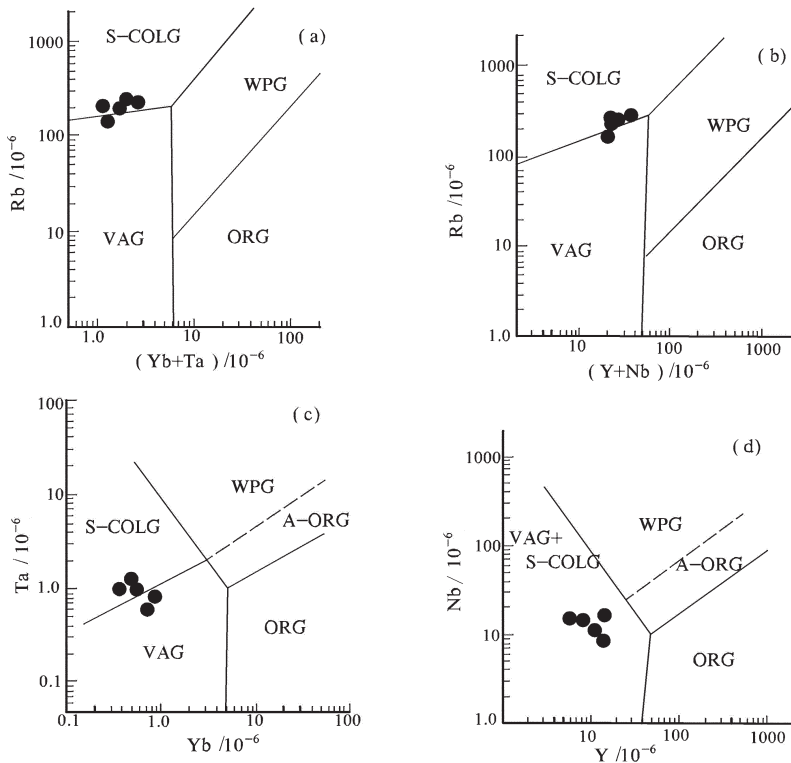 (a)
S-COLG
WPG
VAG
ORG
1000
100
10
1.0
Rb /10⁻⁶
1.0
10
100
(Yb+Ta) /10⁻⁶
(b)
S-COLG
WPG
VAG
ORG
1000
100
10
1.0
Rb /10⁻⁶
10
100
1000
(Y+Nb) /10⁻⁶
(c)
WPG
S-COLG
A-ORG
VAG
ORG
100
10
1.0
0.1
Ta / 10⁻⁶
0.1
1.0
10
100
Yb /10⁻⁶
(d)
WPG
VAG+
S-COLG
A-ORG
ORG
1000
100
10
1.0
Nb/ 10⁻⁶
10
100
1000
Y /10⁻⁶